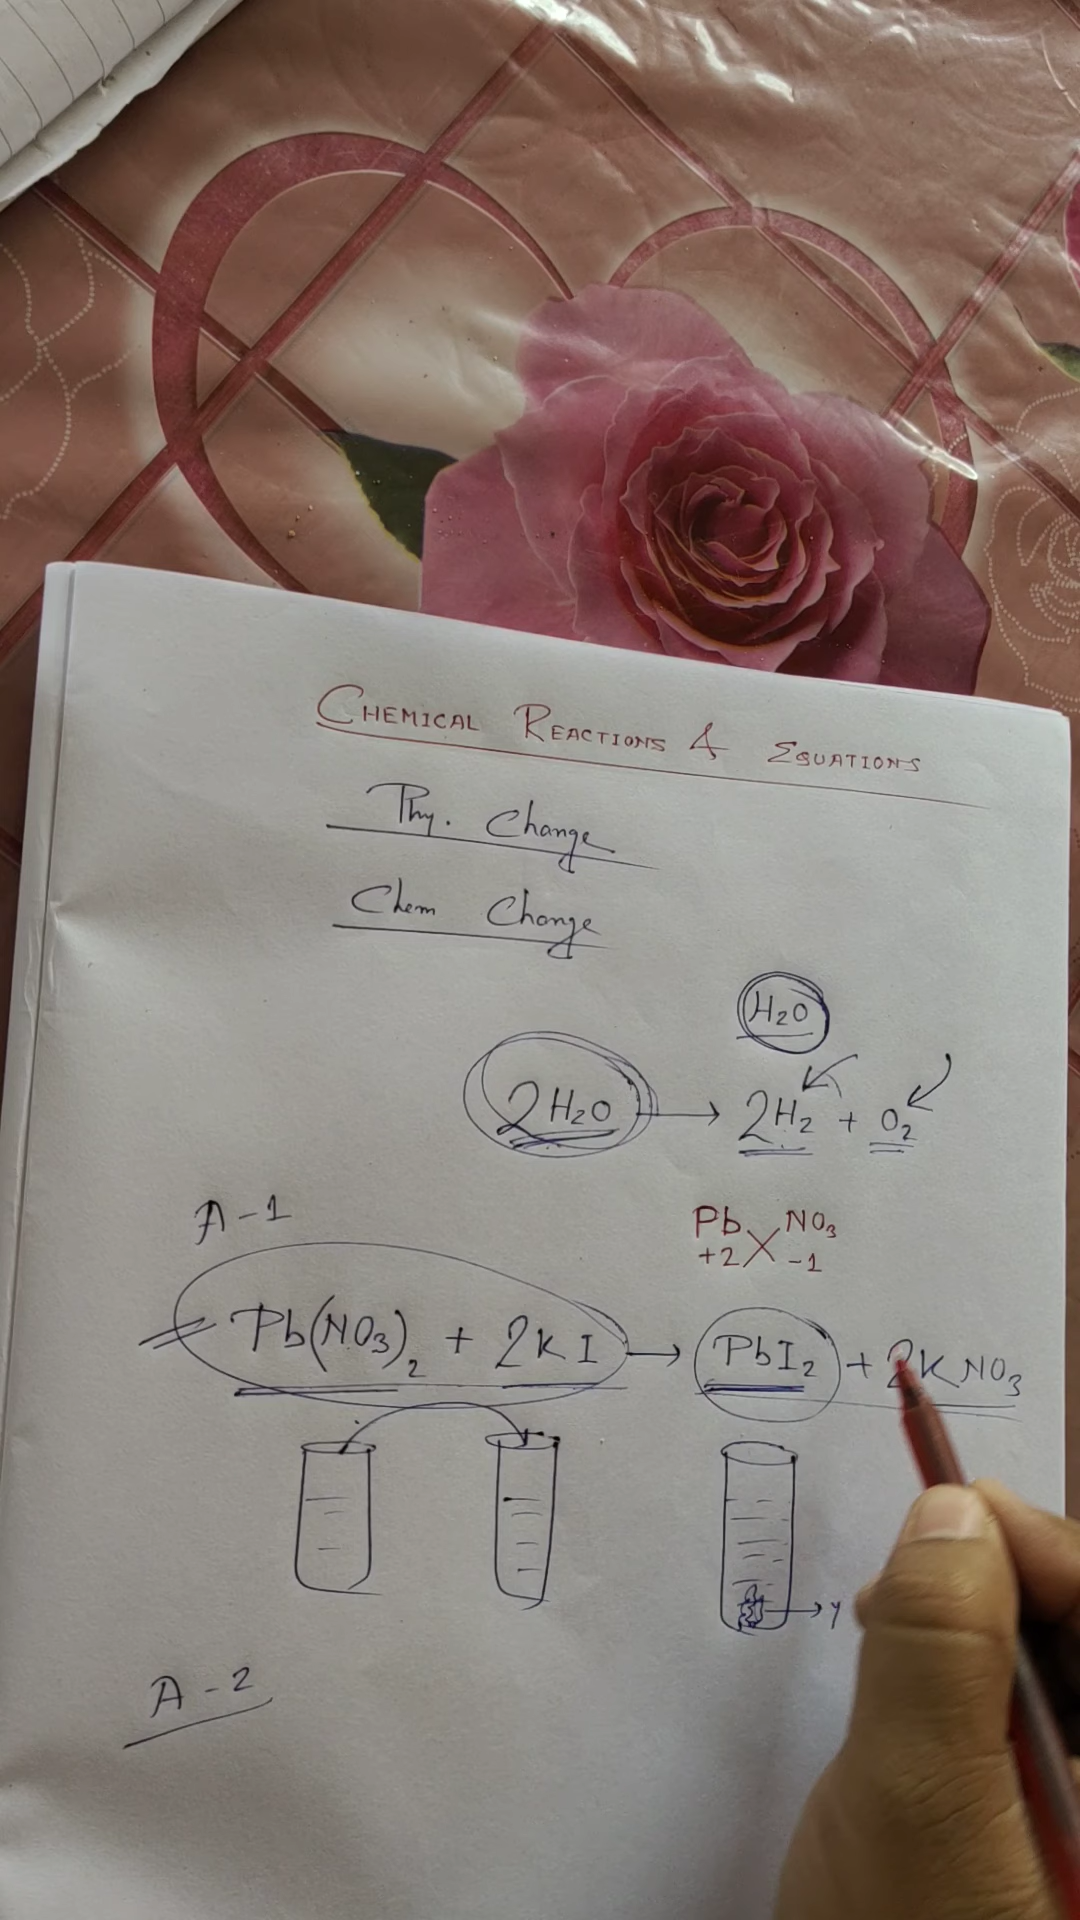 CHEMICAL REACTIONS & EQUATIONS
Phy. Change
Chem Change
H2O
2H2O → 2H2 + O2
A-1
Pb NO3
+2 -1
Pb(NO3)2 + 2KI → PbI2 + 2KNO3
→ y
A-2